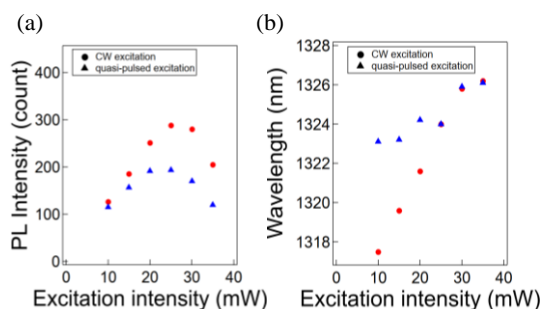 (a)
CW excitation
quasi-pulsed excitation
PL Intensity (count)
400
300
200
100
0
0 10 20 30 40
Excitation intensity (mW)
(b)
CW excitation
quasi-pulsed excitation
Wavelength (nm)
1328
1326
1324
1322
1320
1318
0 10 20 30 40
Excitation intensity (mW)